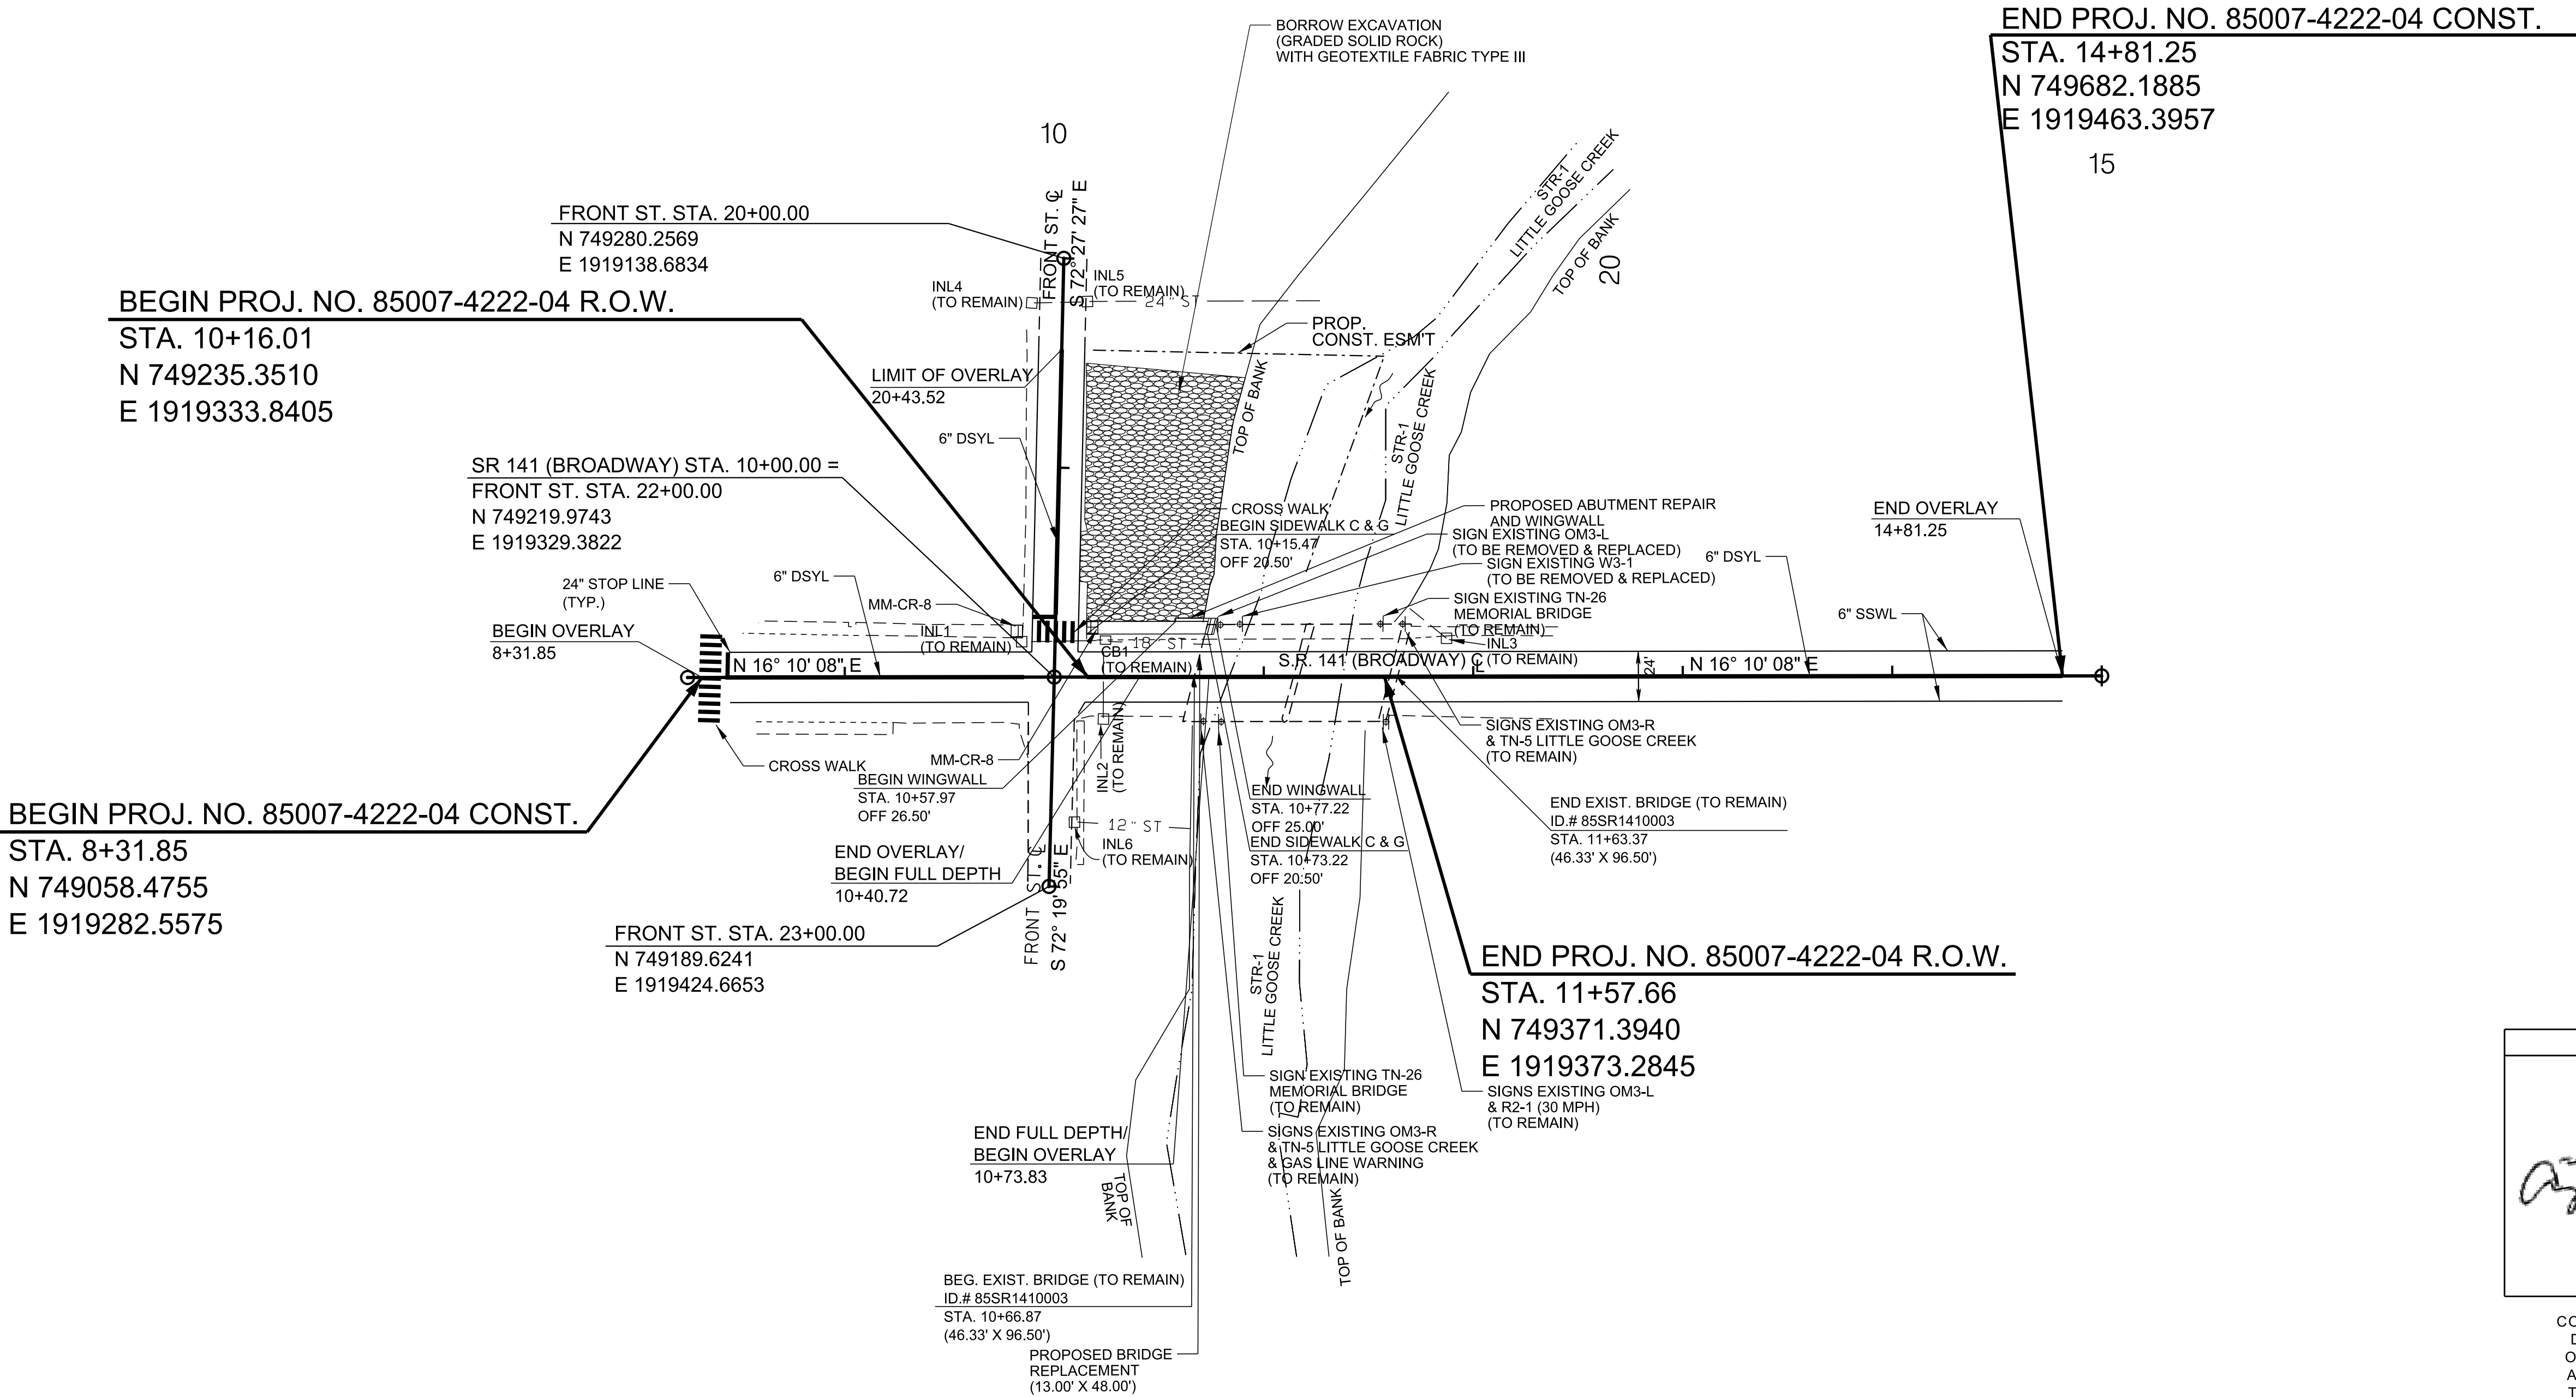 BORROW EXCAVATION
(GRADED SOLID ROCK)
WITH GEOTEXTILE FABRIC TYPE III
END PROJ. NO. 85007-4222-04 CONST.
STA. 14+81.25
N 749682.1885
E 1919463.3957
15
10
20
FRONT ST. STA. 20+00.00
N 749280.2569
E 1919138.6834
FRONT ST. ℄
S 72° 27' 27" E
INL4
(TO REMAIN)
INL5
(TO REMAIN)
24" ST
STR-1
LITTLE GOOSE CREEK
TOP OF BANK
BEGIN PROJ. NO. 85007-4222-04 R.O.W.
STA. 10+16.01
N 749235.3510
E 1919333.8405
PROP.
CONST. ESM'T
LIMIT OF OVERLAY
20+43.52
6" DSYL
TOP OF BANK
STR-1
LITTLE GOOSE CREEK
SR 141 (BROADWAY) STA. 10+00.00 =
FRONT ST. STA. 22+00.00
N 749219.9743
E 1919329.3822
CROSS WALK
BEGIN SIDEWALK C & G
STA. 10+15.47
OFF 20.50'
PROPOSED ABUTMENT REPAIR
AND WINGWALL
SIGN EXISTING OM3-L
(TO BE REMOVED & REPLACED)
SIGN EXISTING W3-1
(TO BE REMOVED & REPLACED)
SIGN EXISTING TN-26
MEMORIAL BRIDGE
(TO REMAIN)
INL3
(TO REMAIN)
6" DSYL
END OVERLAY
14+81.25
6" SSWL
24" STOP LINE
(TYP.)
6" DSYL
MM-CR-8
INL1
(TO REMAIN)
BEGIN OVERLAY
8+31.85
N 16° 10' 08" E
18" ST
CB1
(TO REMAIN)
S.R. 141 (BROADWAY) ℄
24'
N 16° 10' 08" E
CROSS WALK
MM-CR-8
INL2
(TO REMAIN)
BEGIN WINGWALL
STA. 10+57.97
OFF 26.50'
SIGNS EXISTING OM3-R
& TN-5 LITTLE GOOSE CREEK
(TO REMAIN)
BEGIN PROJ. NO. 85007-4222-04 CONST.
STA. 8+31.85
N 749058.4755
E 1919282.5575
12" ST
INL6
(TO REMAIN)
END WINGWALL
STA. 10+77.22
OFF 25.00'
END SIDEWALK C & G
STA. 10+73.22
OFF 20.50'
END EXIST. BRIDGE (TO REMAIN)
ID.# 85SR1410003
STA. 11+63.37
(46.33' X 96.50')
END OVERLAY/
BEGIN FULL DEPTH
10+40.72
FRONT ST. ℄
S 72° 19' 55" E
FRONT ST. STA. 23+00.00
N 749189.6241
E 1919424.6653
STR-1
LITTLE GOOSE CREEK
END PROJ. NO. 85007-4222-04 R.O.W.
STA. 11+57.66
N 749371.3940
E 1919373.2845
SIGN EXISTING TN-26
MEMORIAL BRIDGE
(TO REMAIN)
SIGNS EXISTING OM3-L
& R2-1 (30 MPH)
(TO REMAIN)
SIGNS EXISTING OM3-R
& TN-5 LITTLE GOOSE CREEK
& GAS LINE WARNING
(TO REMAIN)
END FULL DEPTH/
BEGIN OVERLAY
10+73.83
TOP OF
BANK
TOP OF BANK
BEG. EXIST. BRIDGE (TO REMAIN)
ID.# 85SR1410003
STA. 10+66.87
(46.33' X 96.50')
PROPOSED BRIDGE
REPLACEMENT
(13.00' X 48.00')